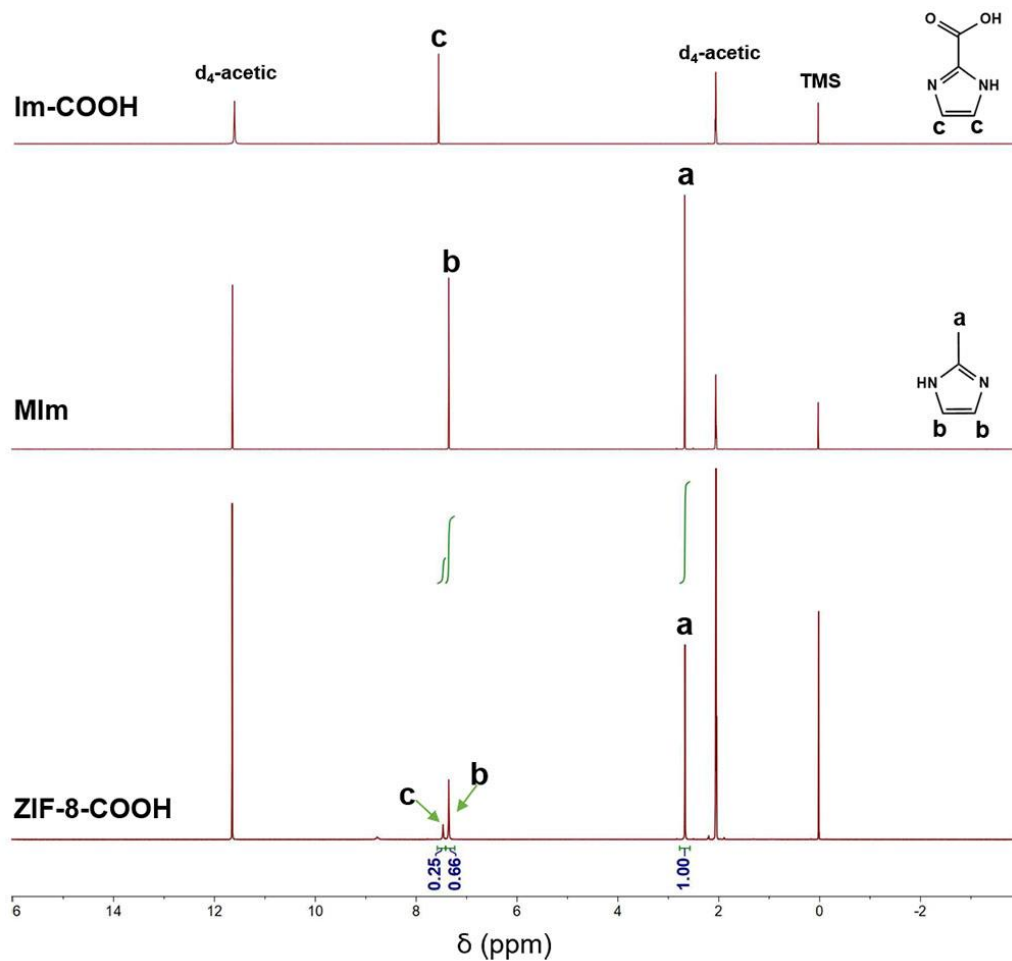 O
OH
N
NH
c
c
c
d₄-acetic
d₄-acetic
TMS
Im-COOH
a
b
a
HN
N
b
b
MIm
a
c
b
ZIF-8-COOH
0.25
0.66
1.00
6
14
12
10
8
6
4
2
0
-2
δ (ppm)